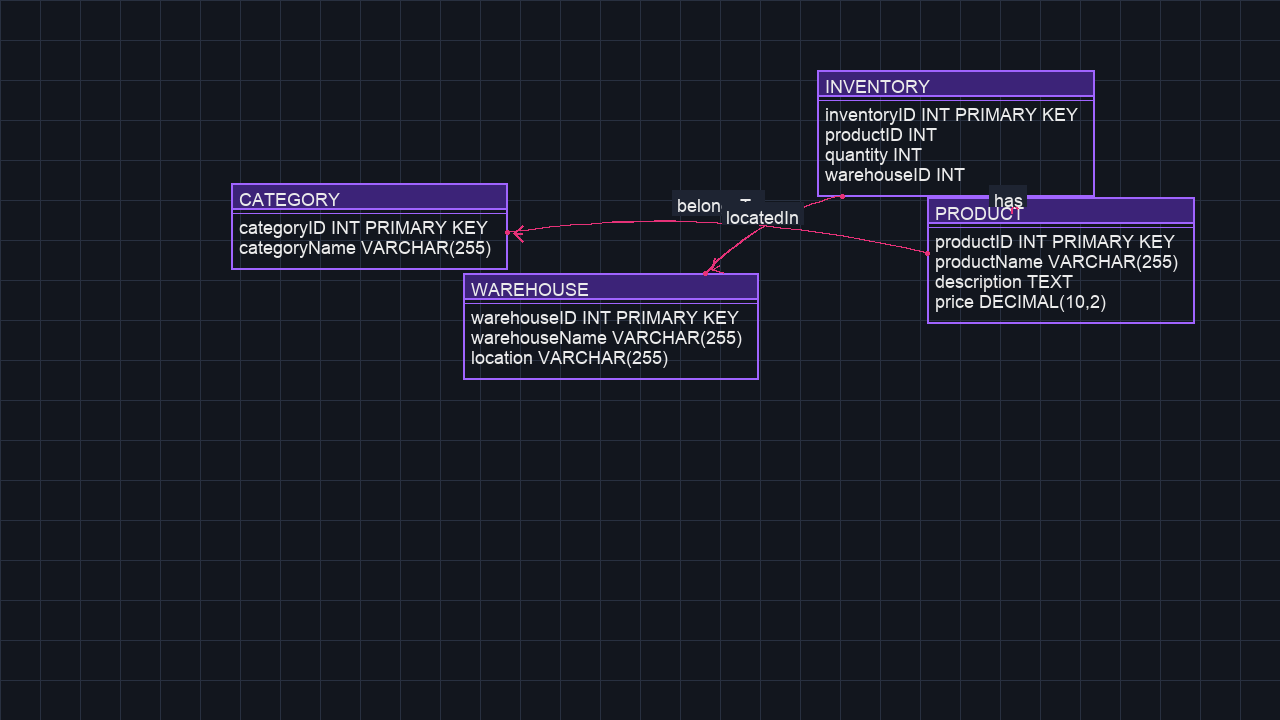 INVENTORY
inventoryID INT PRIMARY KEY
productID INT
quantity INT
warehouseID INT
CATEGORY
categoryID INT PRIMARY KEY
categoryName VARCHAR(255)
locatedIn
has
PRODUCT
productID INT PRIMARY KEY
productName VARCHAR(255)
description TEXT
price DECIMAL(10,2)
WAREHOUSE
warehouseID INT PRIMARY KEY
warehouseName VARCHAR(255)
location VARCHAR(255)